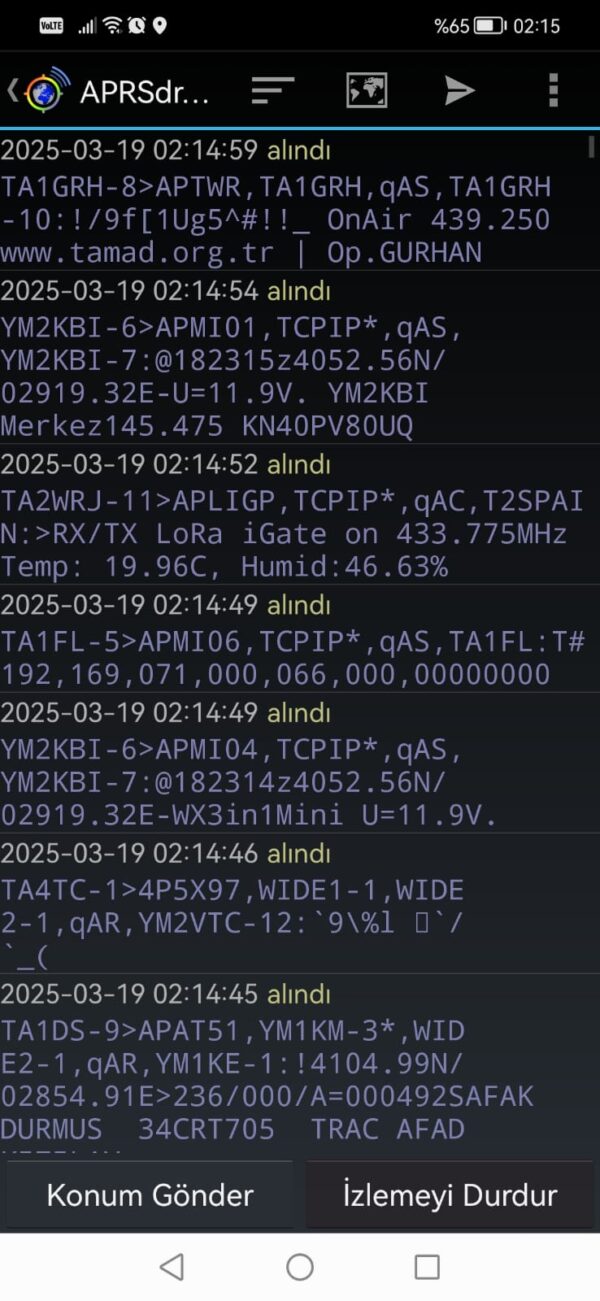 VoLTE %65 02:15
APRSdr...
2025-03-19 02:14:59 alındı
TA1GRH-8>APTWR,TA1GRH,qAS,TA1GRH
-10:!/9f[1Ug5^#!!_ OnAir 439.250
www.tamad.org.tr | Op.GURHAN
2025-03-19 02:14:54 alındı
YM2KBI-6>APMI01,TCPIP*,qAS,
YM2KBI-7:@182315z4052.56N/
02919.32E-U=11.9V. YM2KBI
Merkez145.475 KN40PV80UQ
2025-03-19 02:14:52 alındı
TA2WRJ-11>APLIGP,TCPIP*,qAC,T2SPAI
N:>RX/TX LoRa iGate on 433.775MHz
Temp: 19.96C, Humid:46.63%
2025-03-19 02:14:49 alındı
TA1FL-5>APMI06,TCPIP*,qAS,TA1FL:T#
192,169,071,000,066,000,00000000
2025-03-19 02:14:49 alındı
YM2KBI-6>APMI04,TCPIP*,qAS,
YM2KBI-7:@182314z4052.56N/
02919.32E-WX3in1Mini U=11.9V.
2025-03-19 02:14:46 alındı
TA4TC-1>4P5X97,WIDE1-1,WIDE
2-1,qAR,YM2VTC-12:`9\%l ▯`/
`_(
2025-03-19 02:14:45 alındı
TA1DS-9>APAT51,YM1KM-3*,WID
E2-1,qAR,YM1KE-1:!4104.99N/
02854.91E>236/000/A=000492SAFAK
DURMUS  34CRT705  TRAC AFAD
Konum Gönder İzlemeyi Durdur